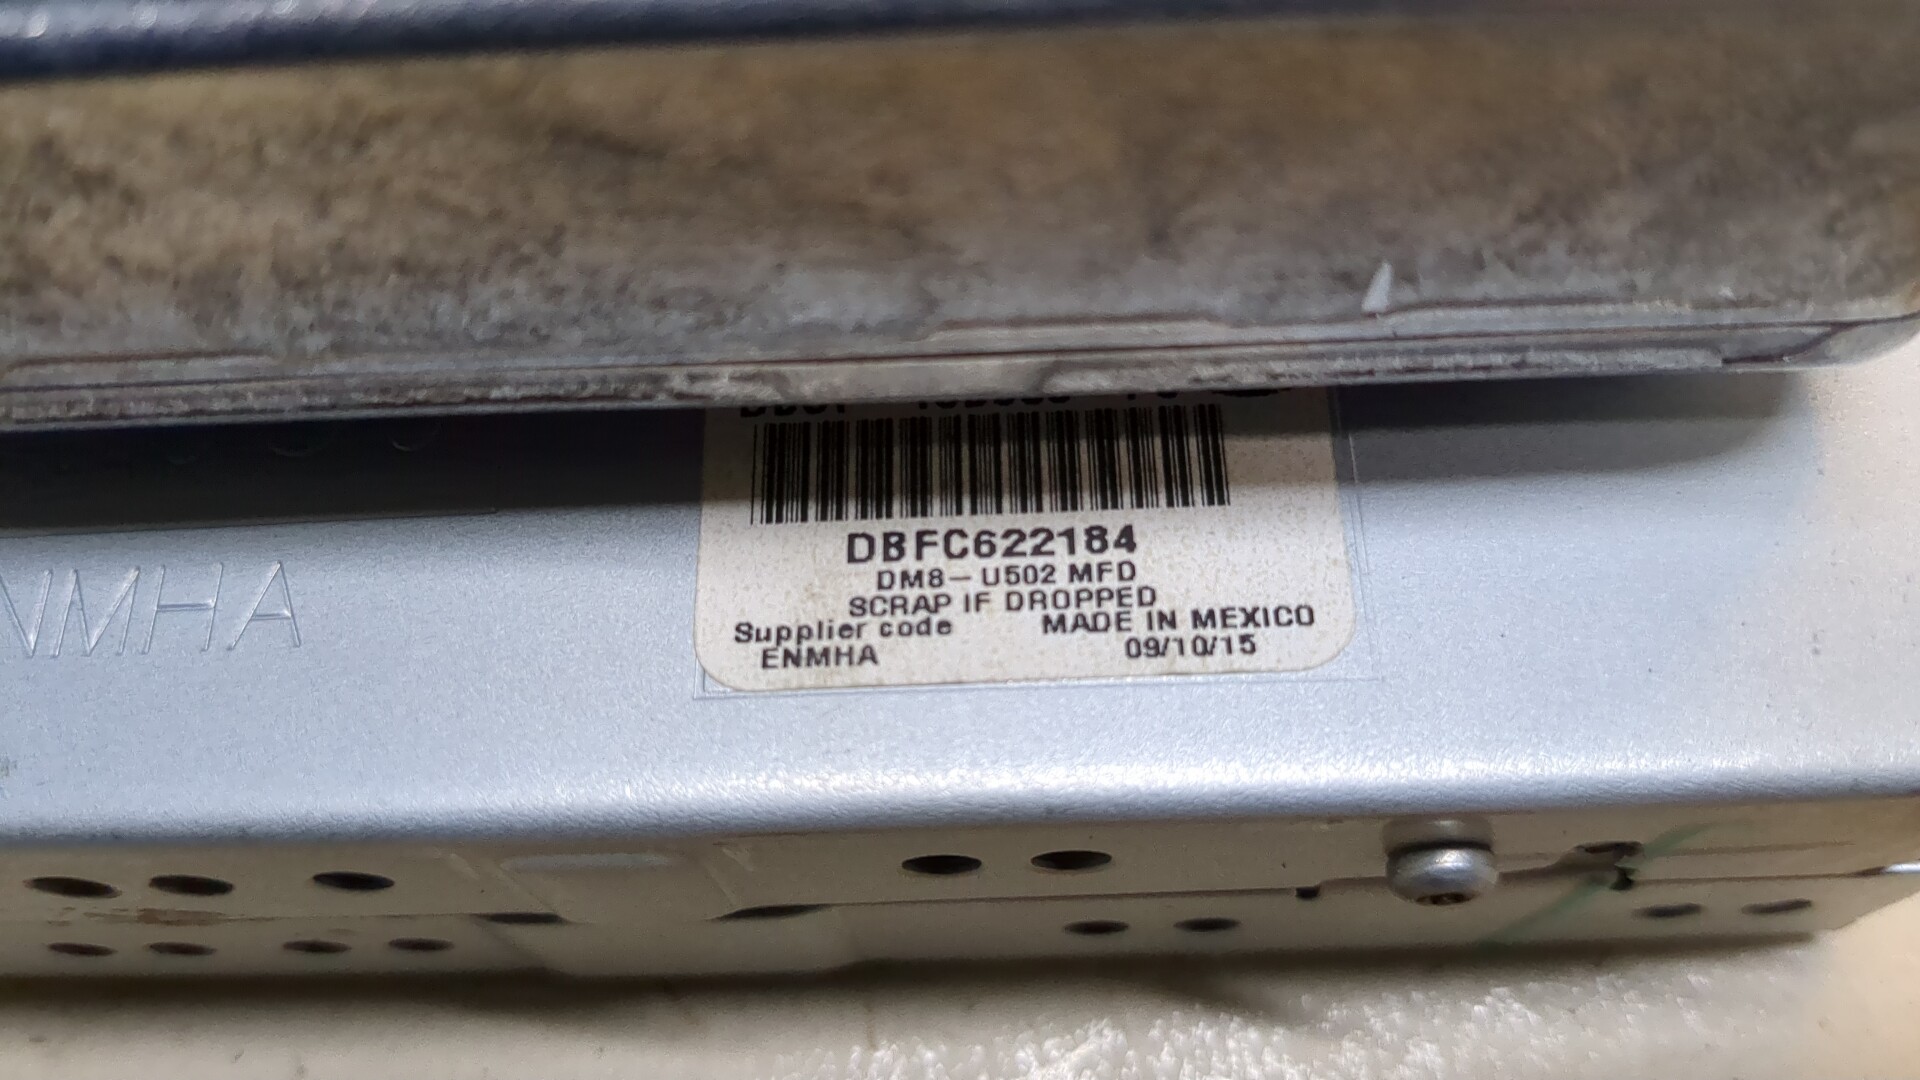 DBFC622184
DM8-U502 MFD
SCRAP IF DROPPED
Supplier code MADE IN MEXICO
ENMHA 09/10/15
NMHA